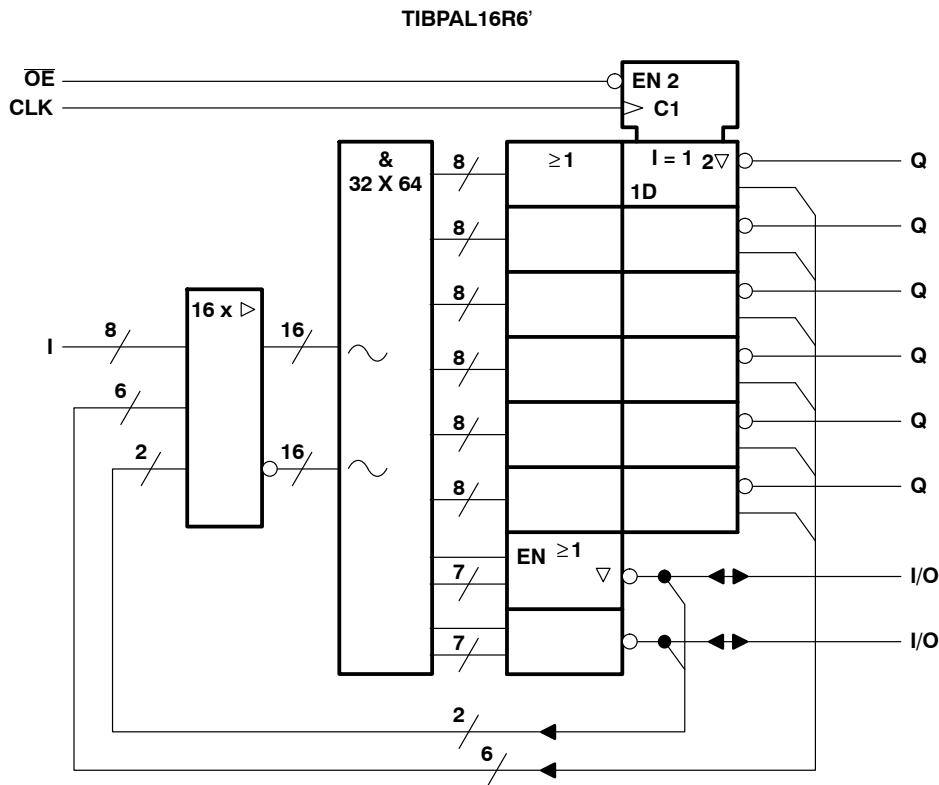 TIBPAL16R6’
OE
EN 2
CLK
C1
&
32 X 64
8
≥1
I = 1
2▽
Q
1D
8
Q
8
Q
16 x ▷
I
8
16
8
Q
6
8
Q
2
16
8
Q
EN ≥1
▽
7
I/O
7
I/O
2
6